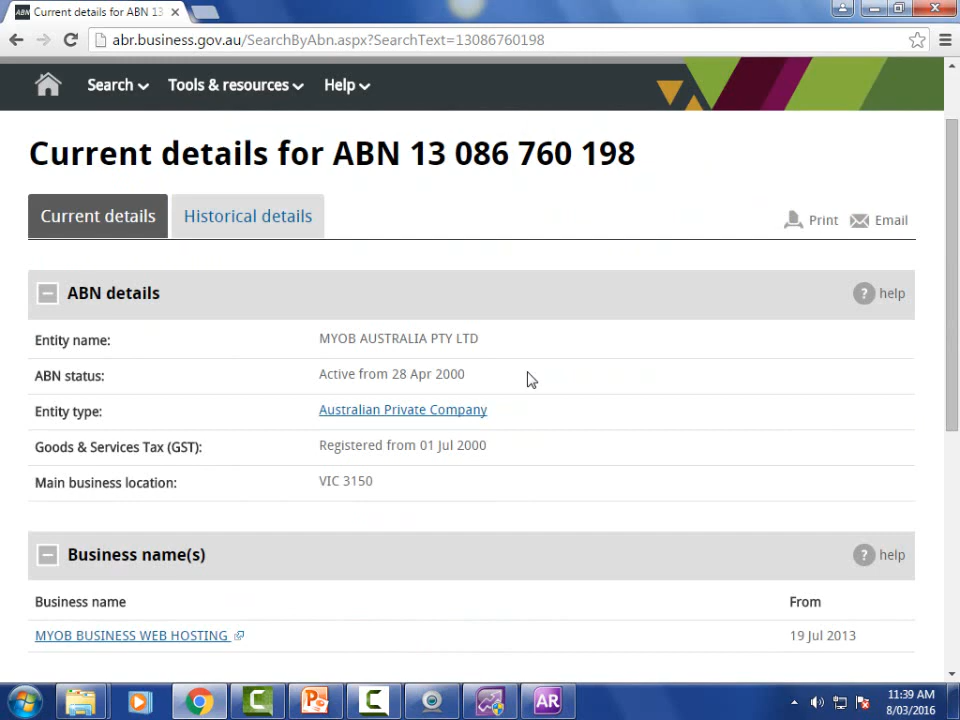 ABN Current details for ABN 13
abr.business.gov.au/SearchByAbn.aspx?SearchText=13086760198
Search Tools & resources Help
Current details for ABN 13 086 760 198
Current details Historical details
Print Email
ABN details ? help
Entity name: MYOB AUSTRALIA PTY LTD
ABN status: Active from 28 Apr 2000
Entity type: Australian Private Company
Goods & Services Tax (GST): Registered from 01 Jul 2000
Main business location: VIC 3150
Business name(s) ? help
Business name From
MYOB BUSINESS WEB HOSTING 19 Jul 2013
AR
11:39 AM
8/03/2016